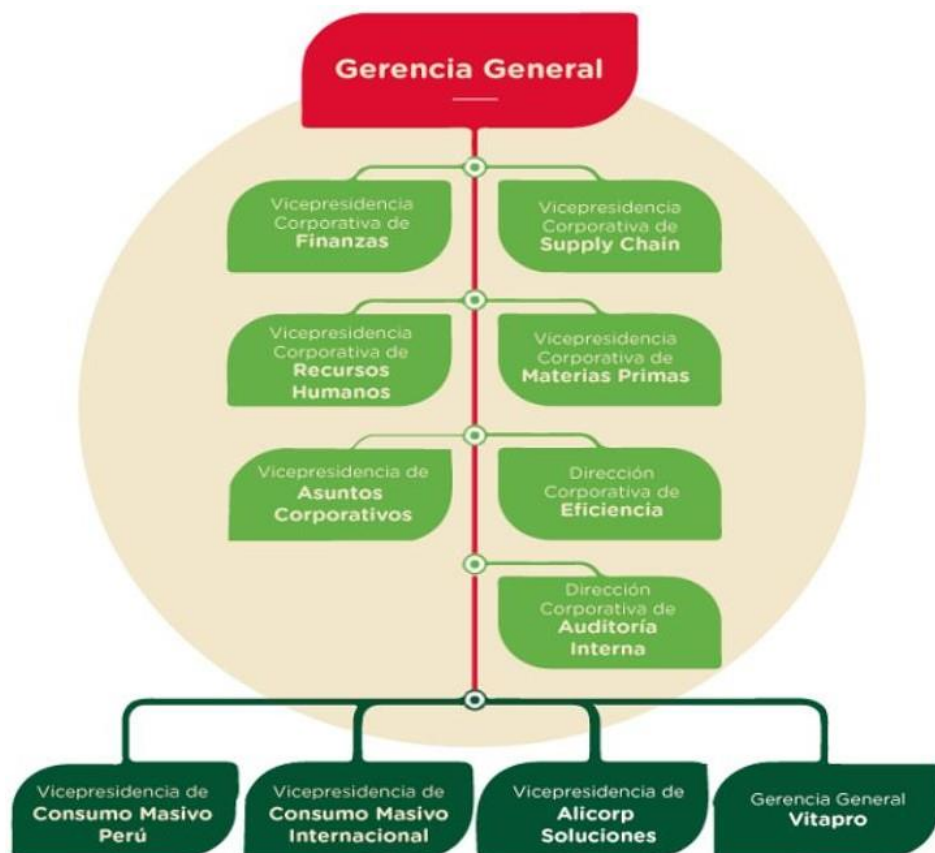 Gerencia General
Vicepresidencia
Corporativa de
Finanzas
Vicepresidencia
Corporativa de
Supply Chain
Vicepresidencia
Corporativa de
Recursos
Humanos
Vicepresidencia
Corporativa de
Materias Primas
Vicepresidencia de
Asuntos
Corporativos
Dirección
Corporativa de
Eficiencia
Dirección
Corporativa de
Auditoría
Interna
Vicepresidencia de
Consumo Masivo
Perú
Vicepresidencia de
Consumo Masivo
Internacional
Vicepresidencia de
Alicorp
Soluciones
Gerencia General
Vitapro